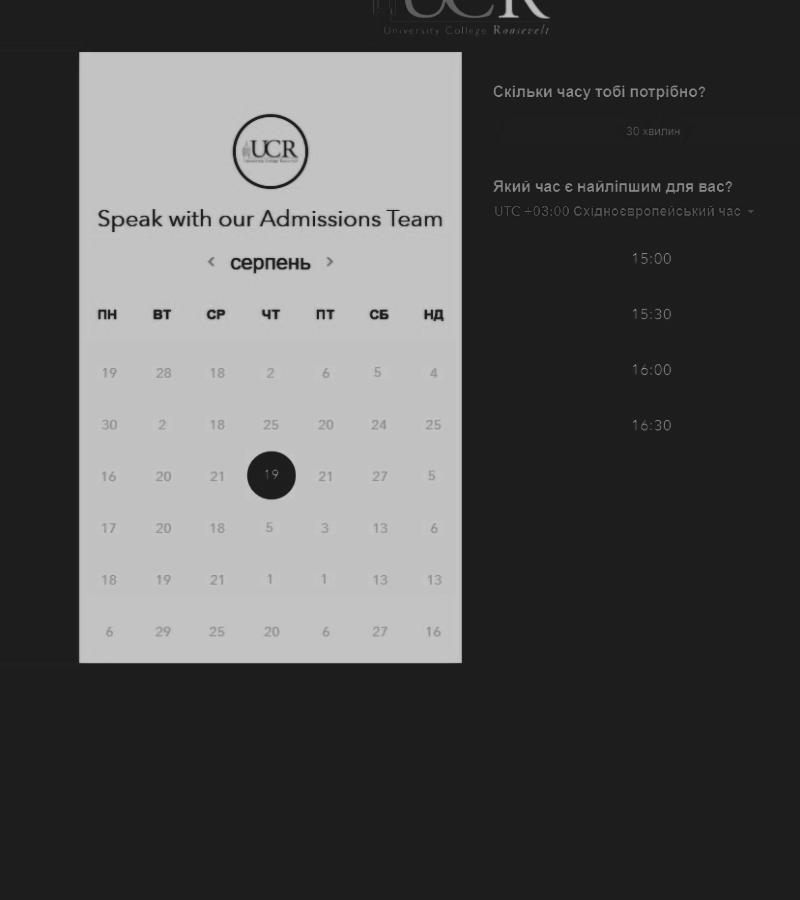 UCR
University College Roosevelt
UCR
University College Roosevelt
Speak with our Admissions Team
< серпень >
ПН ВТ СР ЧТ ПТ СБ НД
19 28 18 2 6 5 4
30 2 18 25 20 24 25
16 20 21 19 21 27 5
17 20 18 5 3 13 6
18 19 21 1 1 13 13
6 29 25 20 6 27 16
Скільки часу тобі потрібно?
30 хвилин
Який час є найліпшим для вас?
UTC +03:00 Східноєвропейський час
15:00
15:30
16:00
16:30